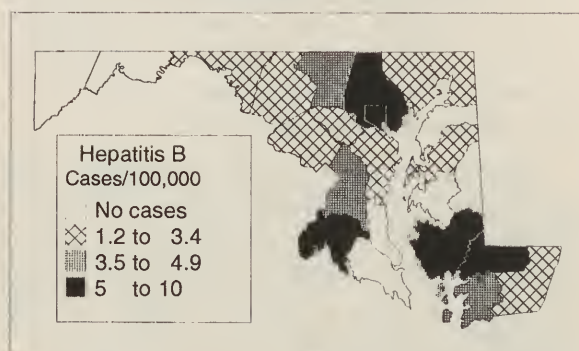 Hepatitis B
Cases/100,000
No cases
1.2 to 3.4
3.5 to 4.9
5 to 10